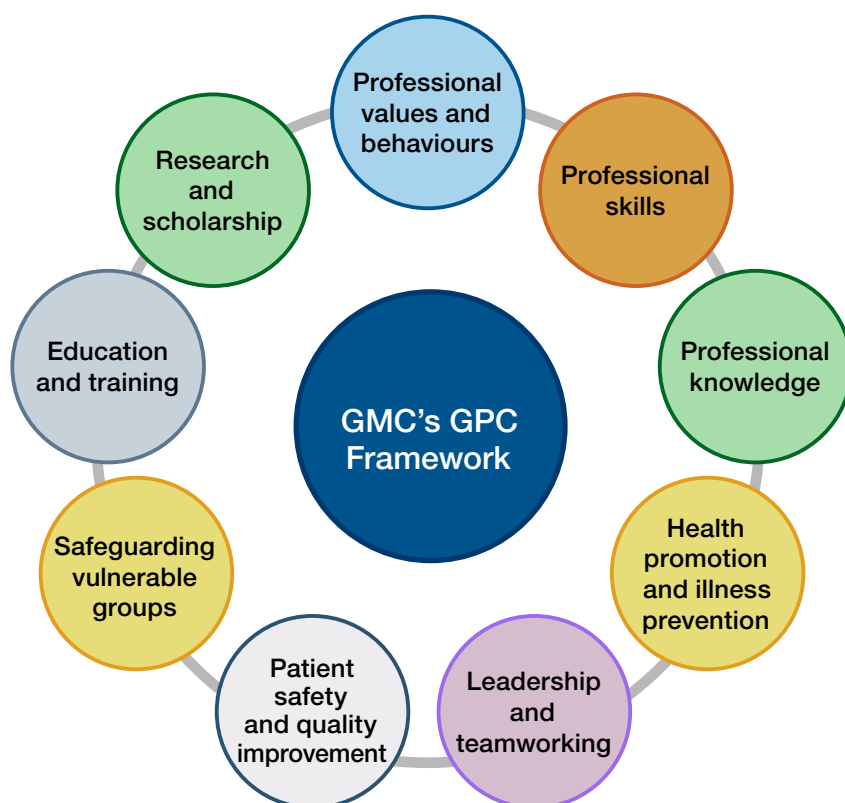 Professional
values and
behaviours
Professional
skills
Professional
knowledge
Health
promotion
and illness
prevention
Leadership
and
teamworking
Patient
safety
and quality
improvement
Safeguarding
vulnerable
groups
Education
and training
Research
and
scholarship
GMC’s GPC
Framework